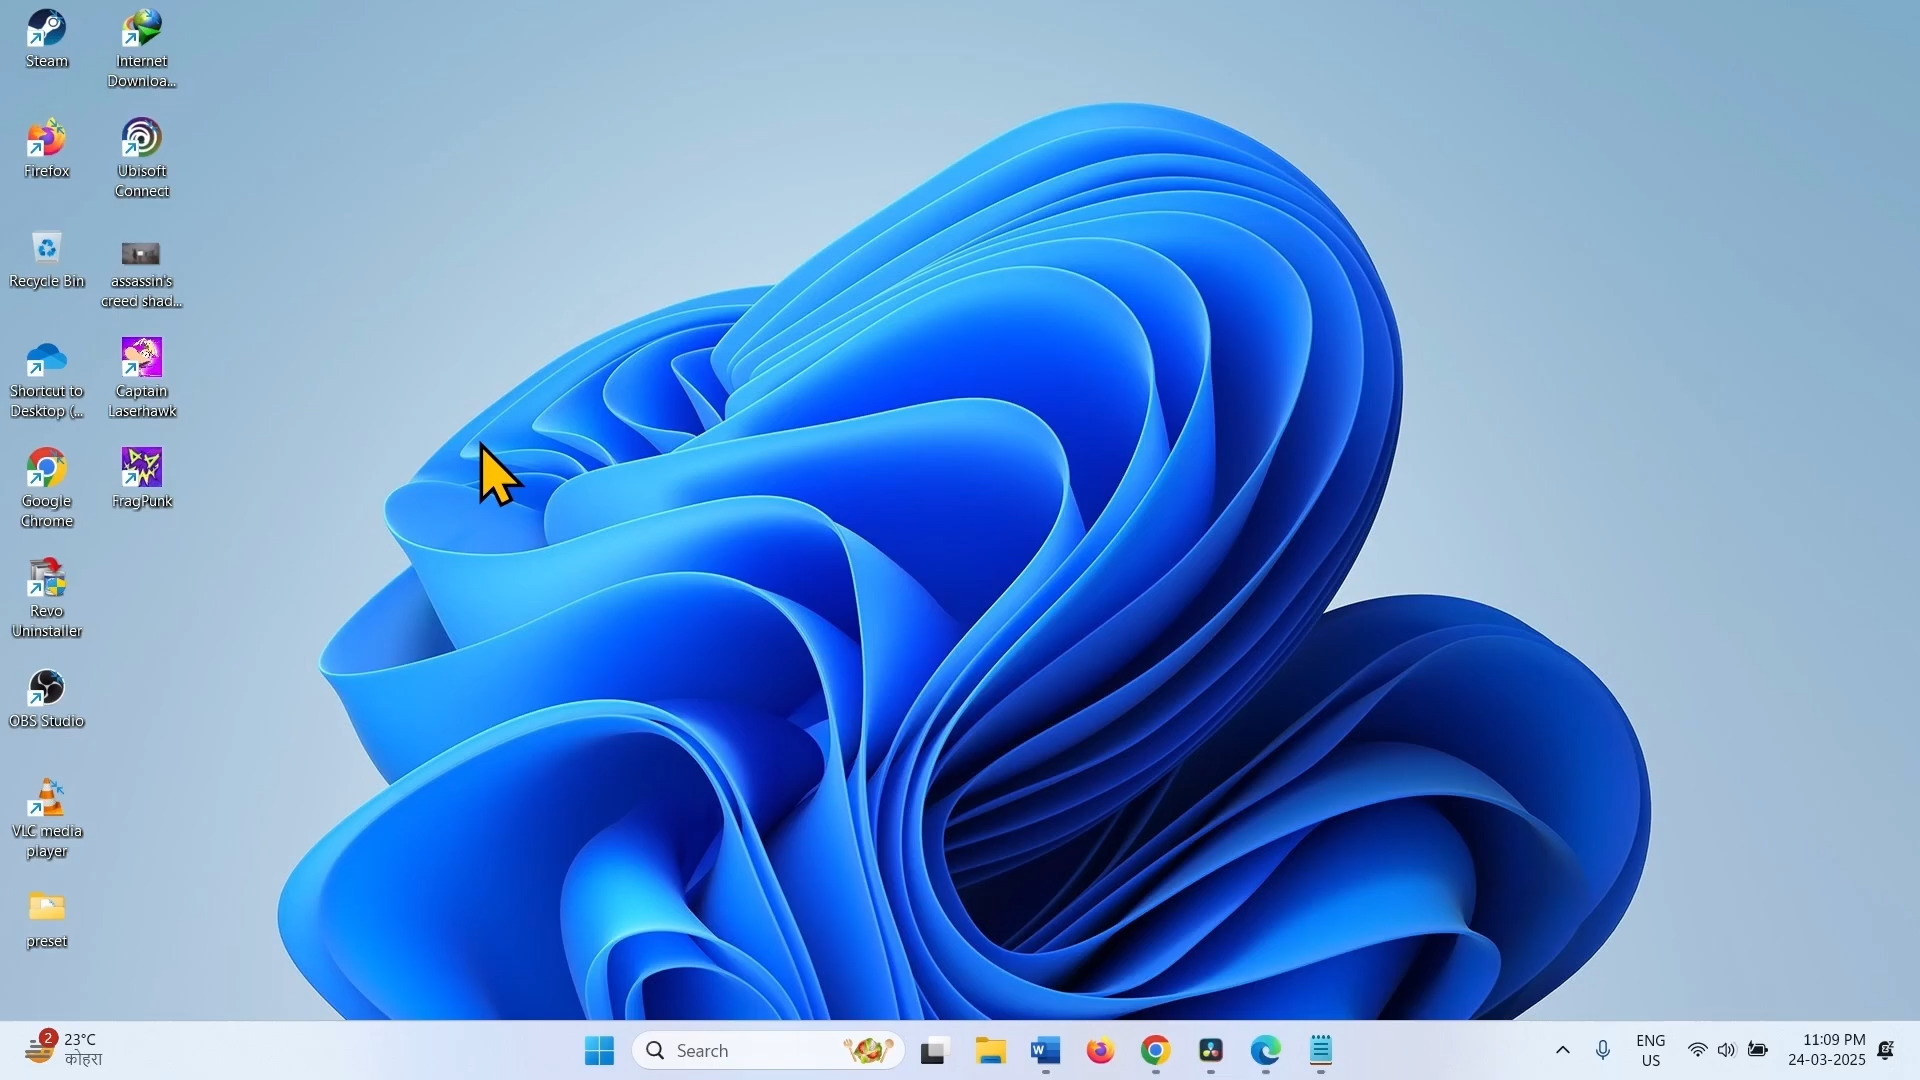 Steam
Internet
Downloa...
Firefox
Ubisoft
Connect
Recycle Bin
assassin's
creed shad...
Shortcut to
Desktop (...
Captain
Laserhawk
Google
Chrome
FragPunk
Revo
Uninstaller
OBS Studio
VLC media
player
preset
2
23°C
कोहरा
Search
W
ENG
US
11:09 PM
24-03-2025